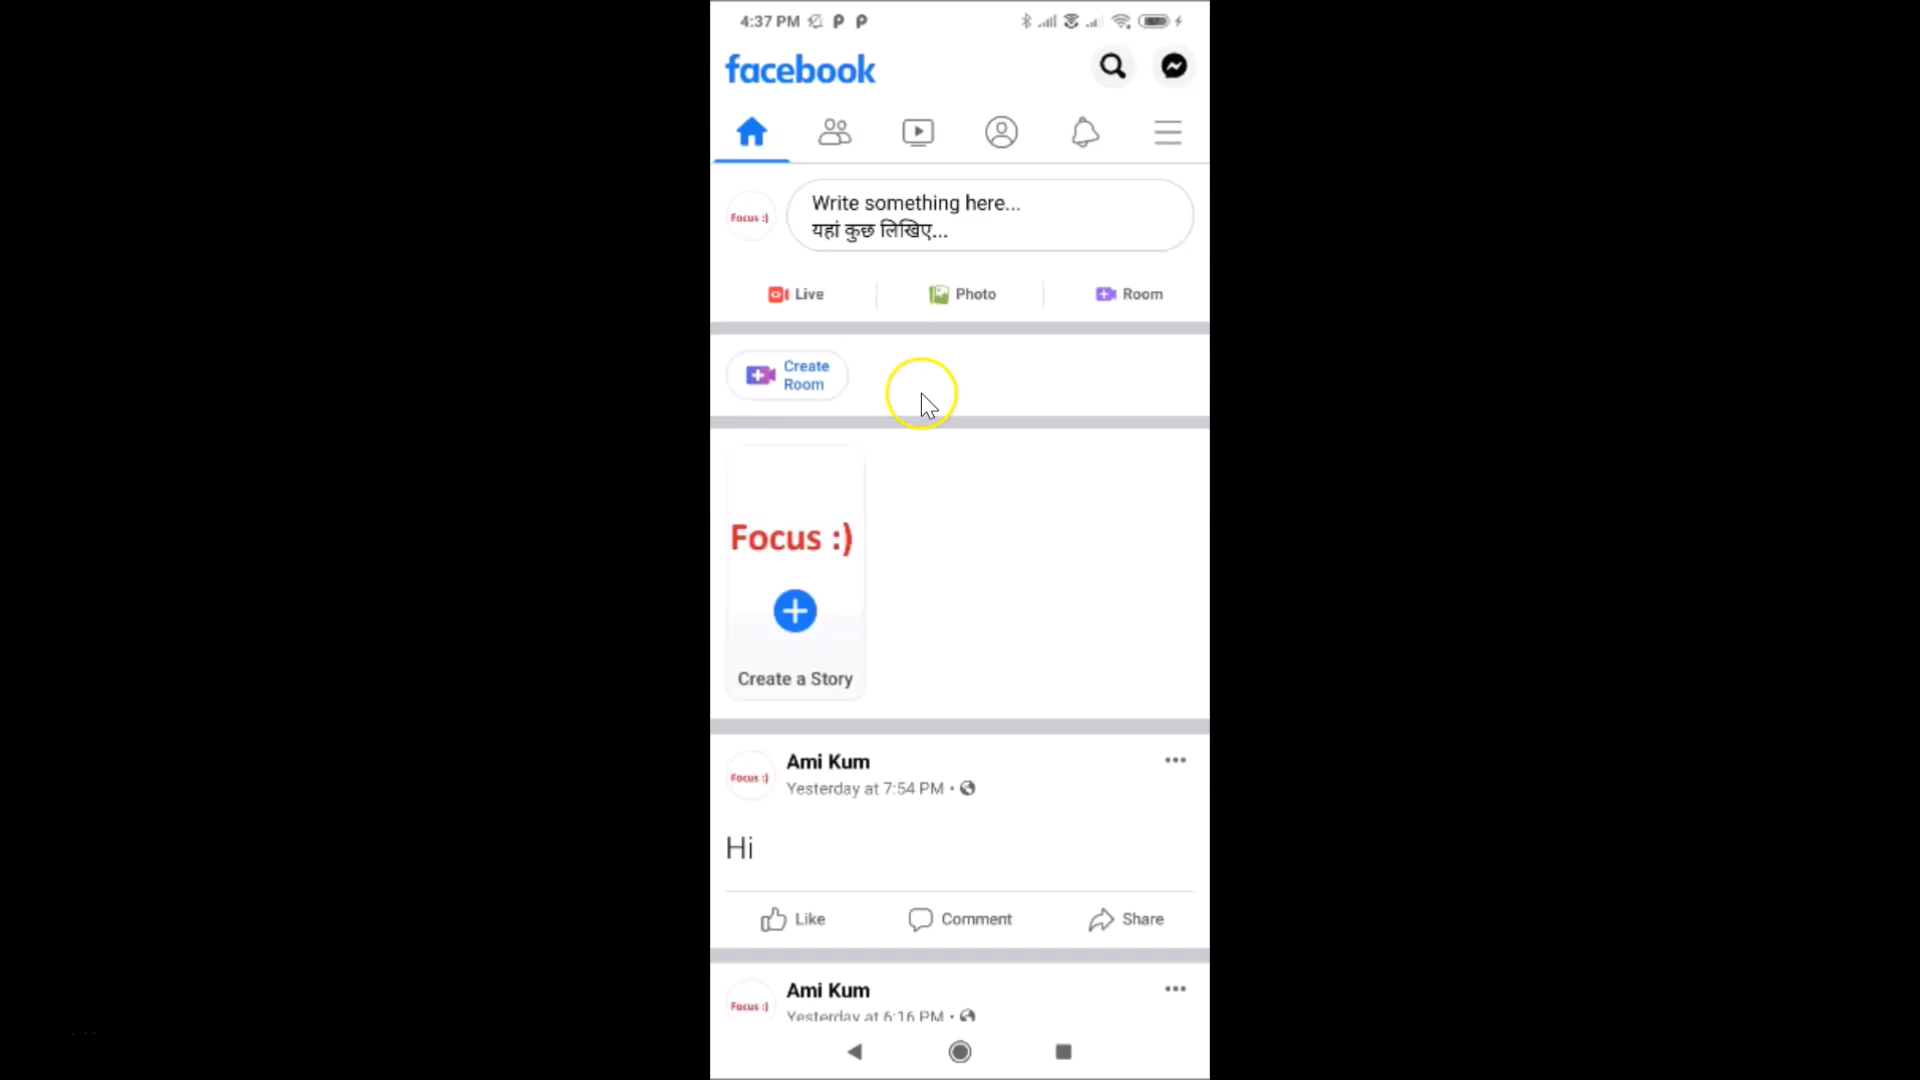 4:37 PM
facebook
Focus :)
Write something here...
यहां कुछ लिखिए...
Live
Photo
Room
Create
Room
Focus :)
Create a Story
Focus :)
Ami Kum
Yesterday at 7:54 PM •
Hi
Like
Comment
Share
Focus :)
Ami Kum
Yesterday at 6:16 PM •